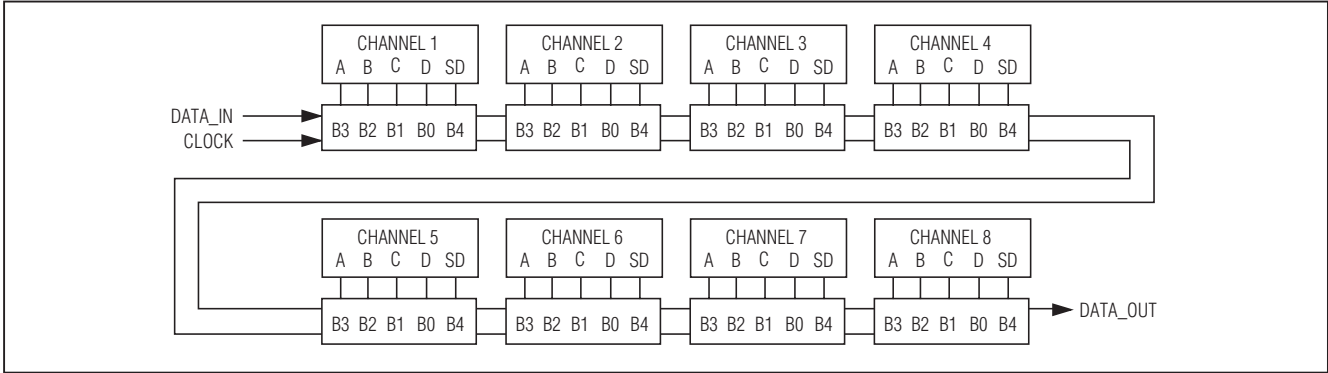 CHANNEL 1 CHANNEL 2 CHANNEL 3 CHANNEL 4
A B C D SD A B C D SD A B C D SD A B C D SD
DATA_IN
B3 B2 B1 B0 B4 B3 B2 B1 B0 B4 B3 B2 B1 B0 B4 B3 B2 B1 B0 B4
CLOCK
CHANNEL 5 CHANNEL 6 CHANNEL 7 CHANNEL 8
A B C D SD A B C D SD A B C D SD A B C D SD
B3 B2 B1 B0 B4 B3 B2 B1 B0 B4 B3 B2 B1 B0 B4 B3 B2 B1 B0 B4
DATA_OUT